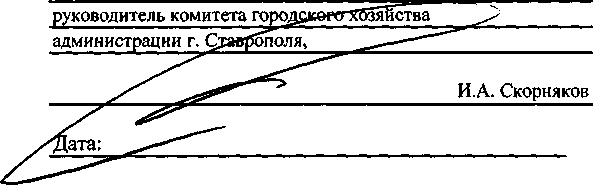 руководитель комитета городского хозяйства
администрации г. Ставрополя,
И.А. Скорняков
Дата: